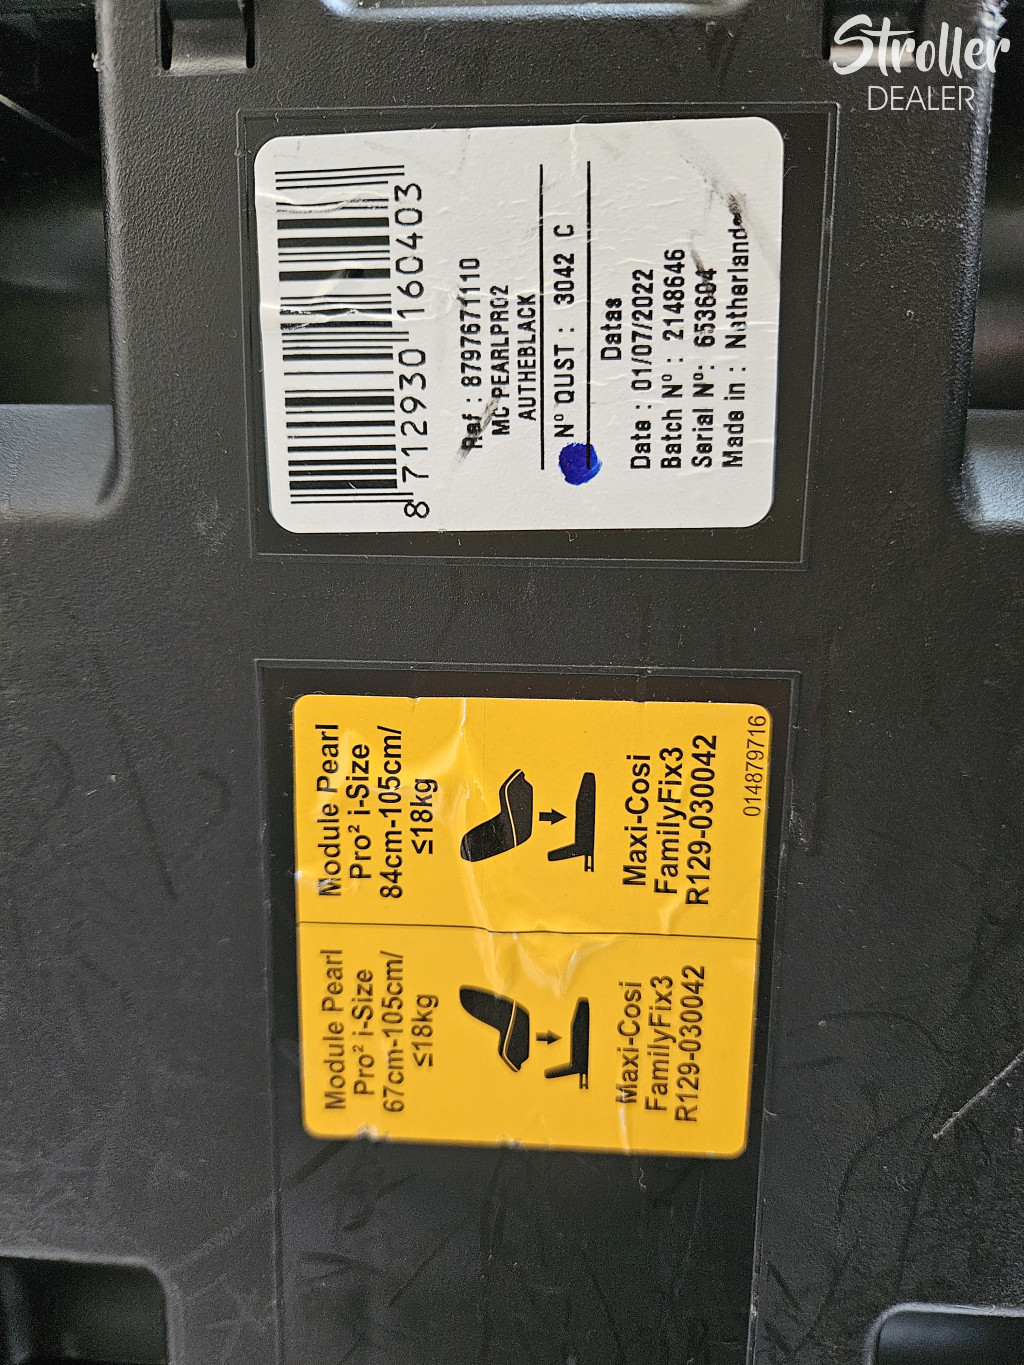 Stroller
DEALER
8 712930 160403
Ref : 8797671110
MC PEARLPRO2
AUTHEBLACK
N° QUST : 3042 C
Datas
Date : 01/07/2022
Batch N° : 2148646
Serial N° : 653694
Made in : Netherlands
Module Pearl
Pro² i-Size
67cm-105cm/
≤18kg
Maxi-Cosi
FamilyFix3
R129-030042
Module Pearl
Pro² i-Size
84cm-105cm/
≤18kg
Maxi-Cosi
FamilyFix3
R129-030042
014879716